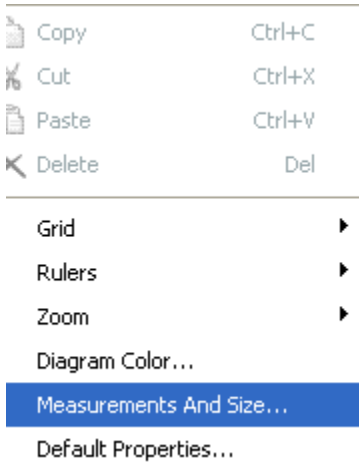 Copy Ctrl+C
Cut Ctrl+X
Paste Ctrl+V
Delete Del
Grid
Rulers
Zoom
Diagram Color...
Measurements And Size...
Default Properties...